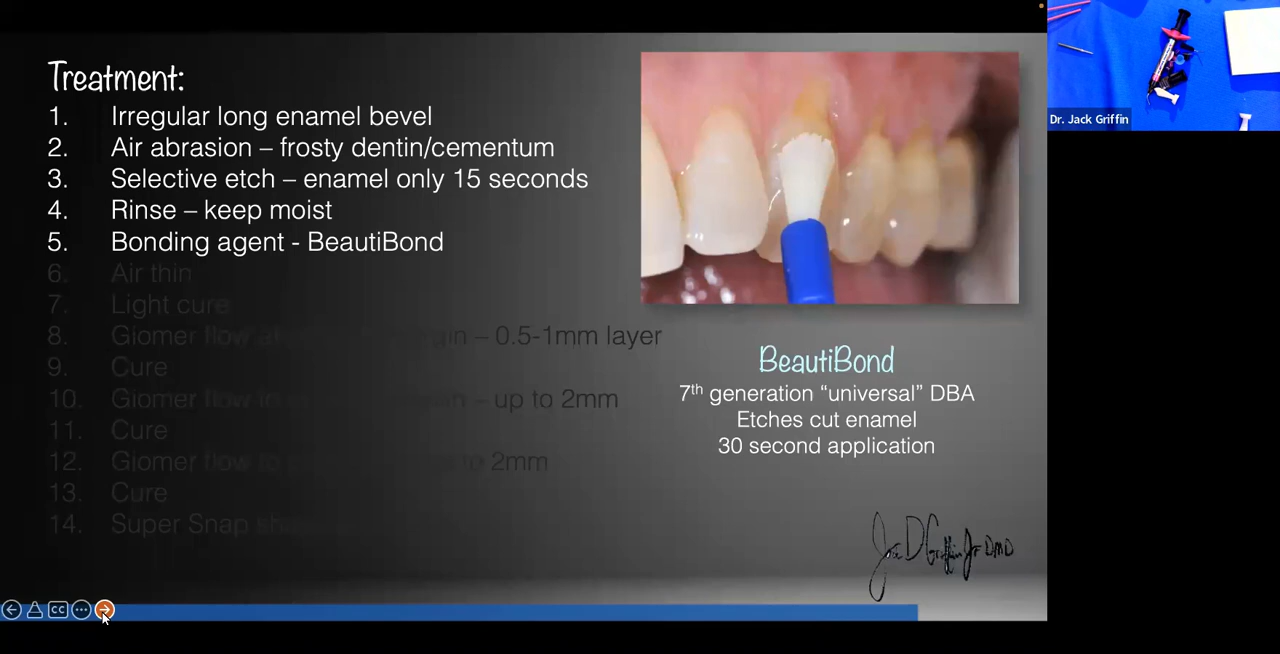 Treatment:
1. Irregular long enamel bevel
2. Air abrasion – frosty dentin/cementum
3. Selective etch – enamel only 15 seconds
4. Rinse – keep moist
5. Bonding agent - BeautiBond
6. Air thin
7. Light cure
8. Giomer flow – 0.5-1mm layer
9. Cure
10. Giomer flow – up to 2mm
11. Cure
12. Giomer flow to 2mm
13. Cure
14. Super Snap
BeautiBond
7th generation “universal” DBA
Etches cut enamel
30 second application
Dr. Jack Griffin
CC